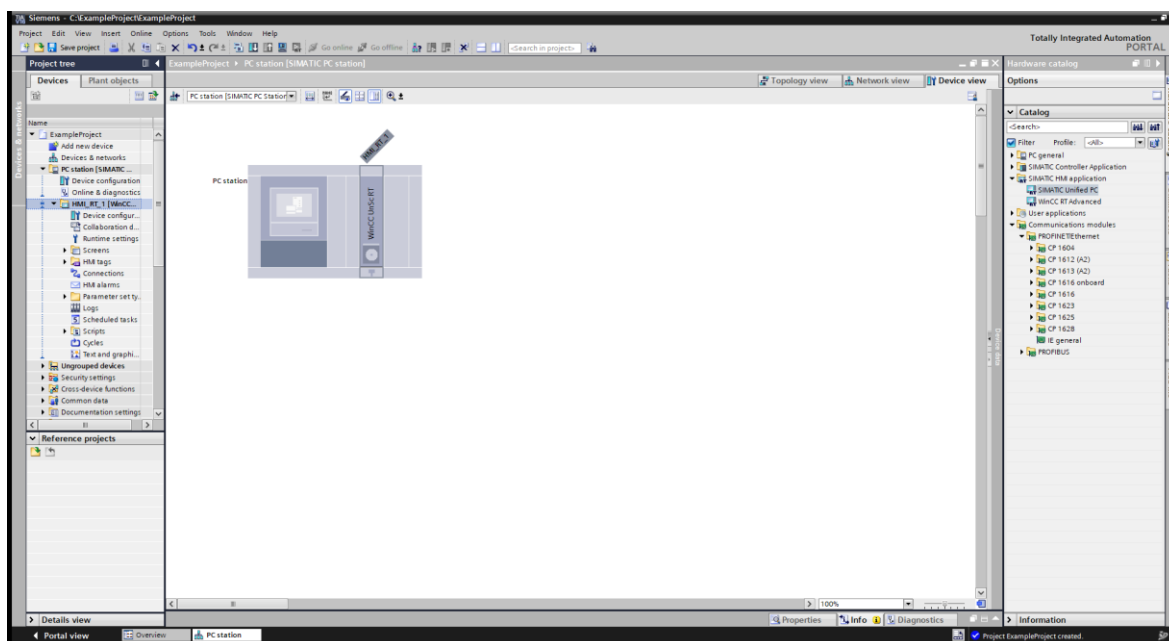 Siemens - C:\ExampleProject\ExampleProject
Project Edit View Insert Online Options Tools Window Help
Save project
Go online
Go offline
<Search in project>
Totally Integrated Automation
PORTAL
Project tree
Devices
Plant objects
Name
ExampleProject
Add new device
Devices & networks
PC station [SIMATIC ...
Device configuration
Online & diagnostics
HMI_RT_1 [WinCC...
Device configur...
Collaboration d...
Runtime settings
Screens
HMI tags
Connections
HMI alarms
Parameter set ty...
Logs
Scheduled tasks
Scripts
Cycles
Text and graphi...
Ungrouped devices
Security settings
Cross-device functions
Common data
Documentation settings
Reference projects
Details view
Devices & networks
ExampleProject PC station [SIMATIC PC station]
Topology view
Network view
Device view
PC station [SIMATIC PC Station]
HMI_RT_1
PC station
WinCC UnSc RT
Device data
100%
Properties
Info
Diagnostics
Hardware catalog
Options
Catalog
<Search>
Filter
Profile:
<All>
PC general
SIMATIC Controller Application
SIMATIC HMI application
SIMATIC Unified PC
WinCC RT Advanced
User applications
Communications modules
PROFINET/Ethernet
CP 1604
CP 1612 (A2)
CP 1613 (A2)
CP 1616 onboard
CP 1616
CP 1623
CP 1625
CP 1628
IE general
PROFIBUS
Information
Portal view
Overview
PC station
Project ExampleProject created.